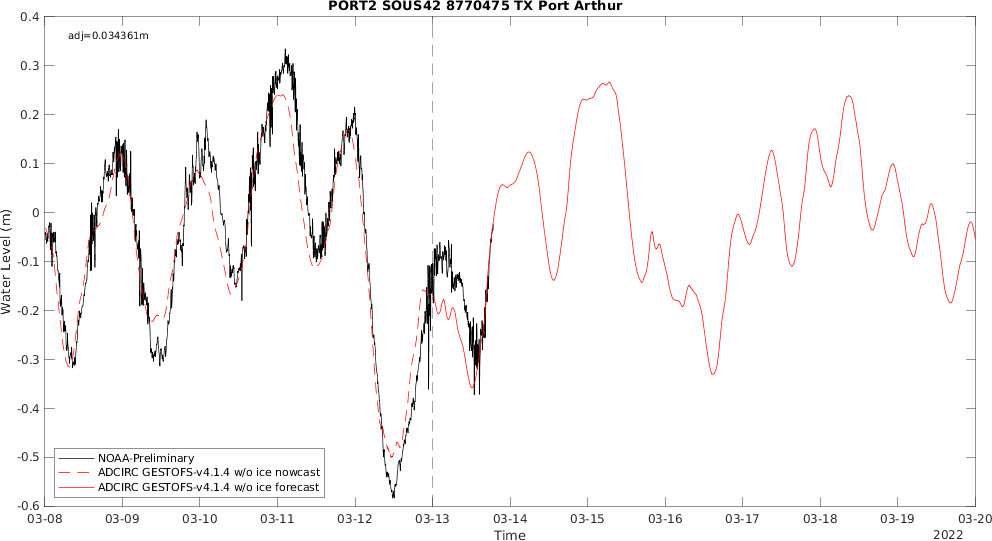 PORT2 SOUS42 8770475 TX Port Arthur
adj=0.034361m
0.4
0.3
0.2
0.1
0
-0.1
-0.2
-0.3
-0.4
-0.5
-0.6
Water Level (m)
NOAA-Preliminary
ADCIRC GESTOFS-v4.1.4 w/o ice nowcast
ADCIRC GESTOFS-v4.1.4 w/o ice forecast
03-08 03-09 03-10 03-11 03-12 03-13 03-14 03-15 03-16 03-17 03-18 03-19 03-20
Time
2022